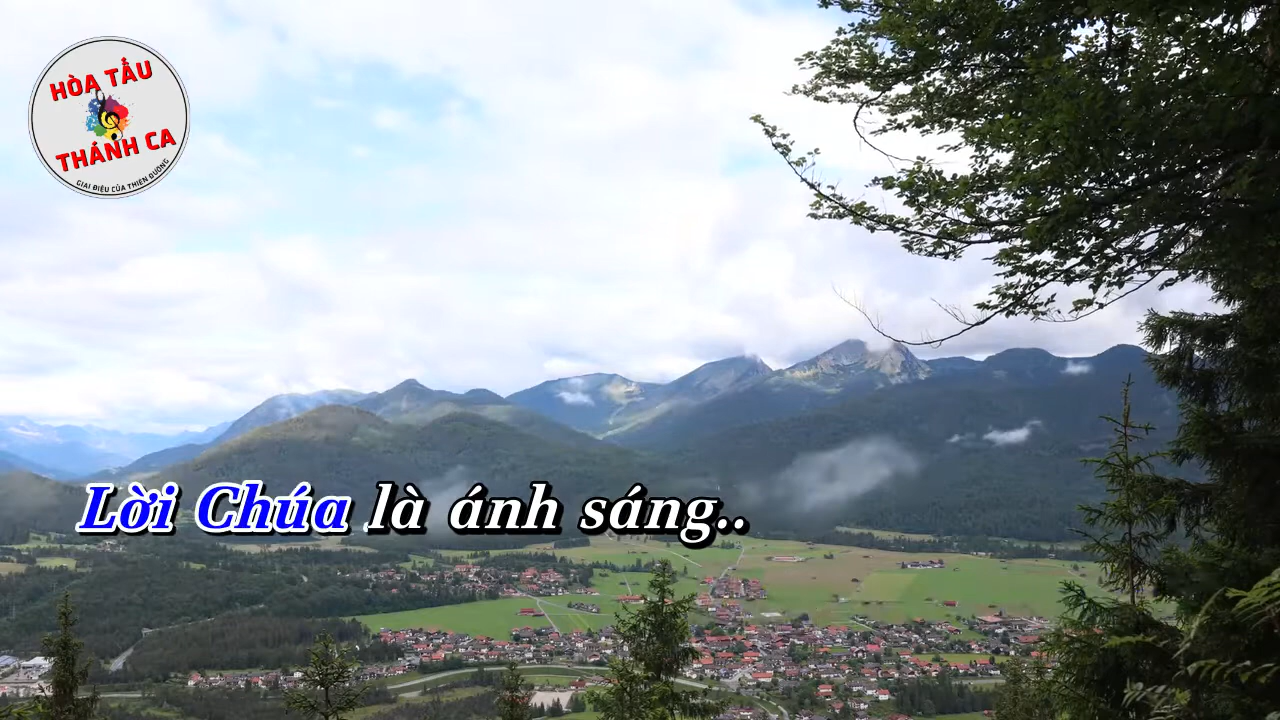 HÒA TẤU
THÁNH CA
GIAI ĐIỆU CỦA THIÊN ĐƯỜNG
Lời Chúa là ánh sáng..